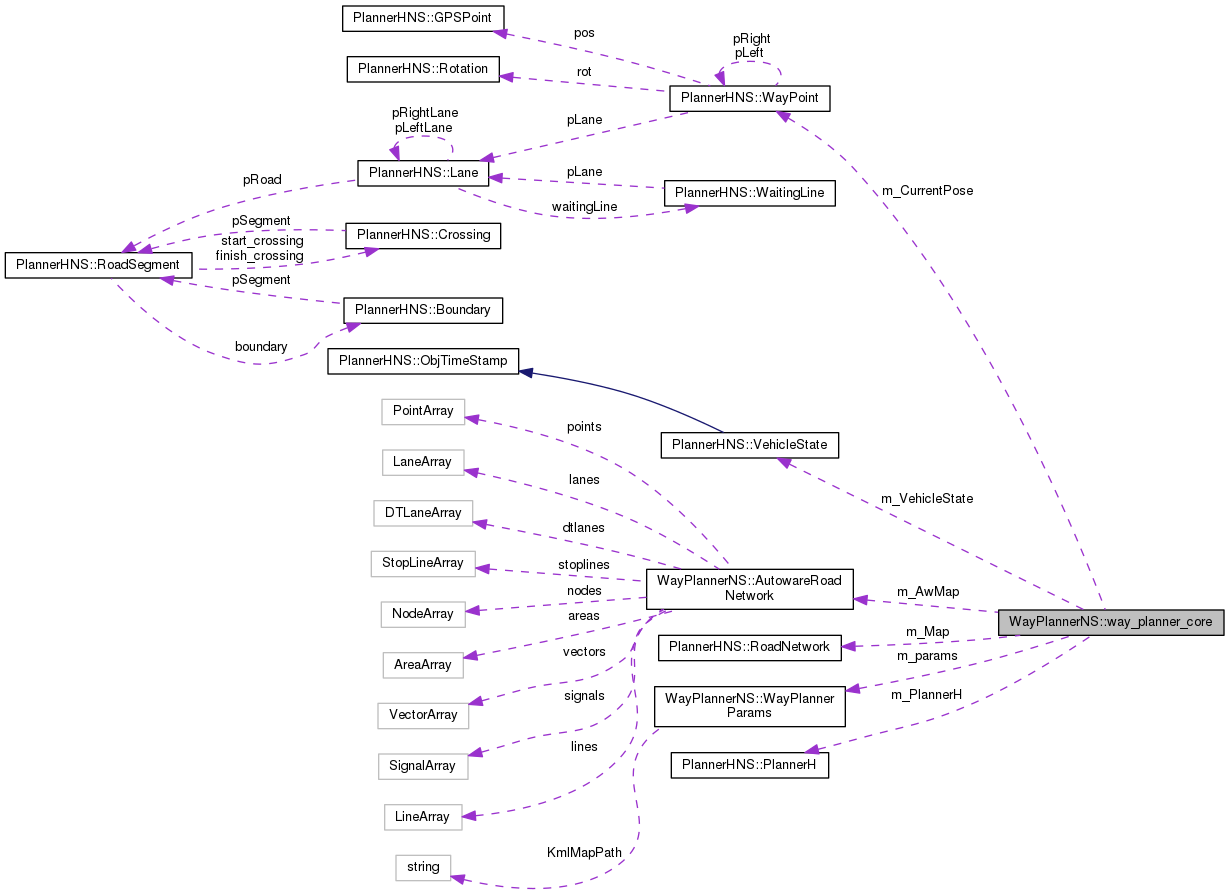 PlannerHNS::GPSPoint
pos
pRight
pLeft
PlannerHNS::Rotation
rot
PlannerHNS::WayPoint
pRightLane
pLeftLane
pLane
PlannerHNS::Lane
pLane
pRoad
PlannerHNS::WaitingLine
m_CurrentPose
waitingLine
pSegment
PlannerHNS::Crossing
start_crossing
finish_crossing
PlannerHNS::RoadSegment
pSegment
PlannerHNS::Boundary
boundary
PlannerHNS::ObjTimeStamp
PointArray
points
PlannerHNS::VehicleState
LaneArray
lanes
m_VehicleState
DTLaneArray
dtlanes
StopLineArray
stoplines
WayPlannerNS::AutowareRoad
Network
nodes
m_AwMap
NodeArray
areas
WayPlannerNS::way_planner_core
m_Map
PlannerHNS::RoadNetwork
vectors
m_params
AreaArray
signals
m_PlannerH
WayPlannerNS::WayPlanner
Params
VectorArray
lines
SignalArray
PlannerHNS::PlannerH
LineArray
KmlMapPath
string